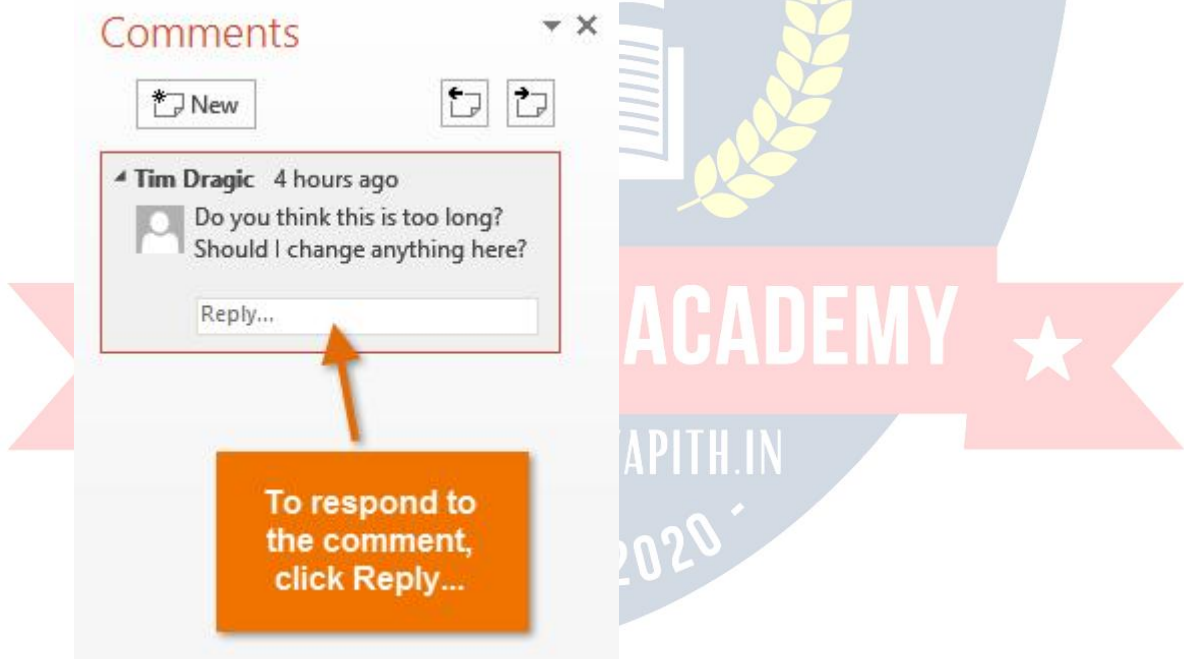 Comments
New
Tim Dragic 4 hours ago
Do you think this is too long?
Should I change anything here?
Reply...
To respond to
the comment,
click Reply...
ACADEMY
APITH.IN
2020 -